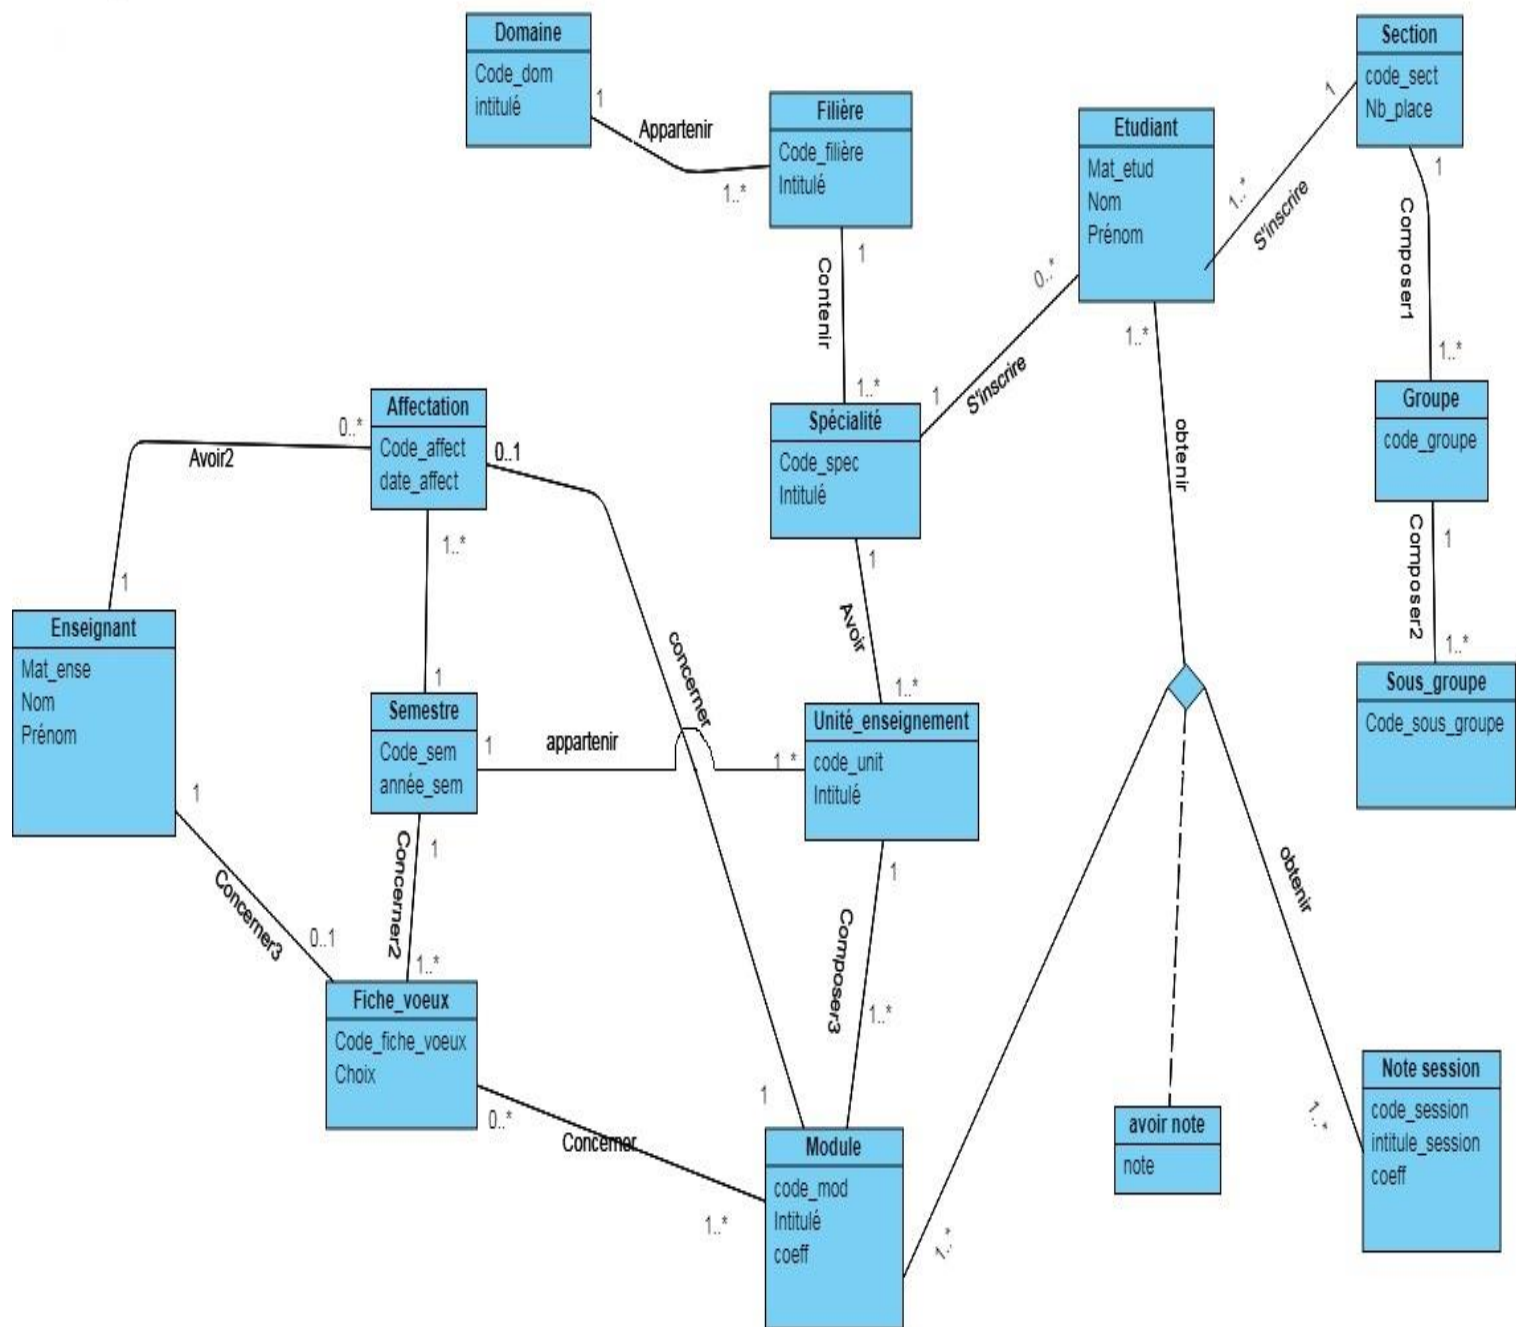 Domaine
Code_dom
intitulé
1
Appartenir
1..*
Filière
Code_filière
Intitulé
1
Contenir
1..*
Etudiant
Mat_etud
Nom
Prénom
1..*
0..*
S'inscrire
1
Section
code_sect
Nb_place
1
1..*
S'inscrire
1
Composer1
1..*
Groupe
code_groupe
1
Composer2
1..*
Sous_groupe
Code_sous_groupe
Spécialité
Code_spec
Intitulé
1
Avoir
1..*
obtenir
Affectation
Code_affect
date_affect
0..*
Avoir2
1
0..1
concerner
1
1..*
1
Enseignant
Mat_ense
Nom
Prénom
1
Concerner3
0..1
Semestre
Code_sem
année_sem
1
appartenir
1..*
1
Concerner2
1..*
Unité_enseignement
code_unit
Intitulé
1
Composer3
1..*
Fiche_voeux
Code_fiche_voeux
Choix
0..*
Concerner
1..*
Module
code_mod
Intitulé
coeff
1..*
avoir note
note
obtenir
1..*
Note session
code_session
intitule_session
coeff